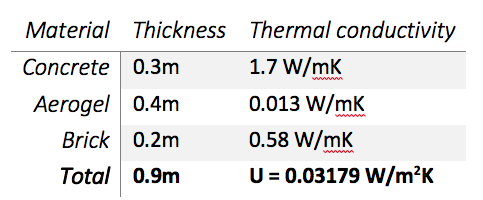 Material Thickness Thermal conductivity
Concrete 0.3m 1.7 W/mK
Aerogel 0.4m 0.013 W/mK
Brick 0.2m 0.58 W/mK
Total 0.9m U = 0.03179 W/m²K